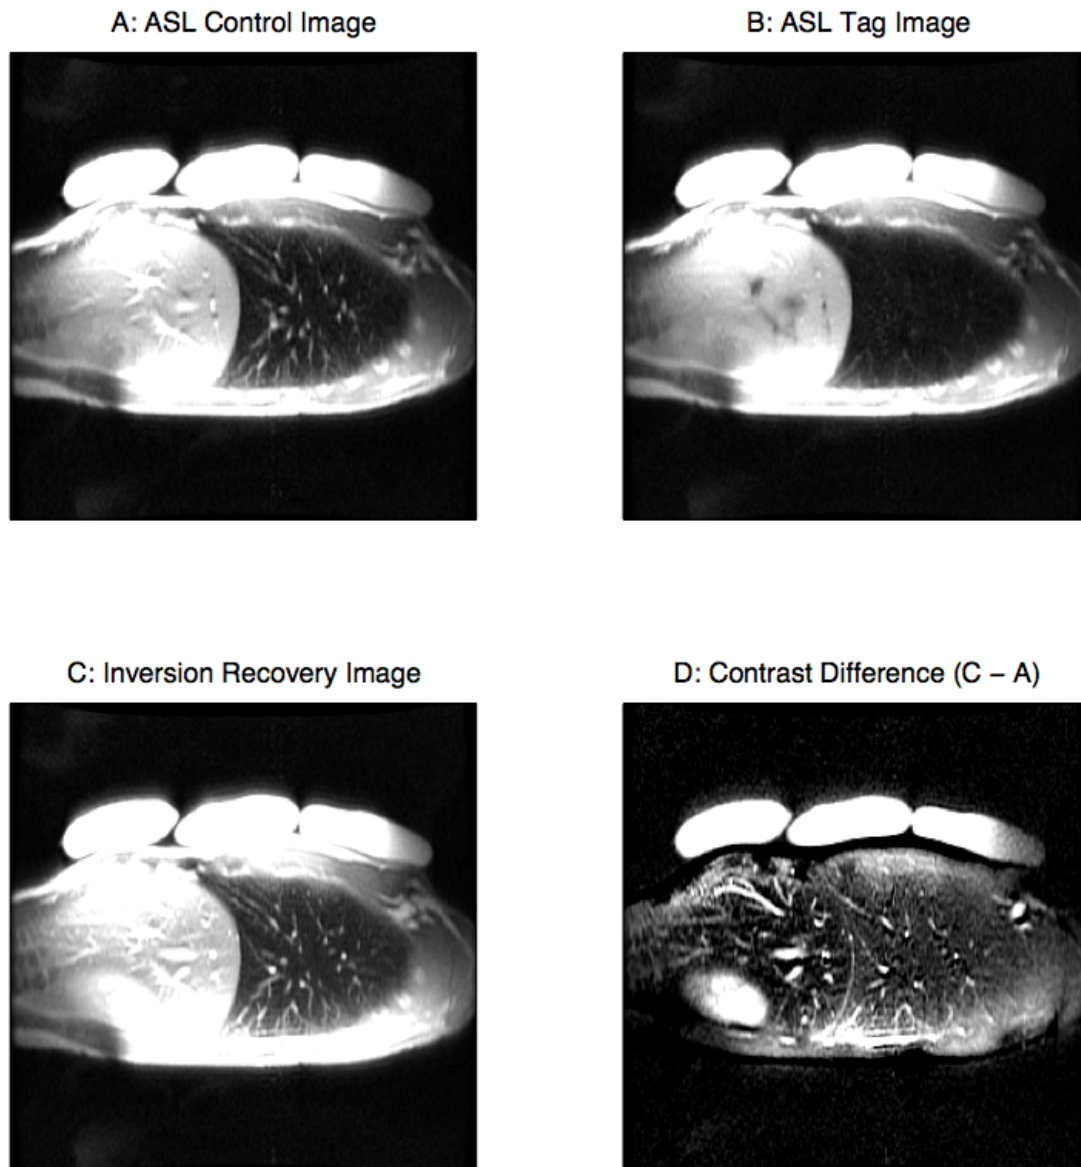 A: ASL Control Image
B: ASL Tag Image
C: Inversion Recovery Image
D: Contrast Difference (C − A)